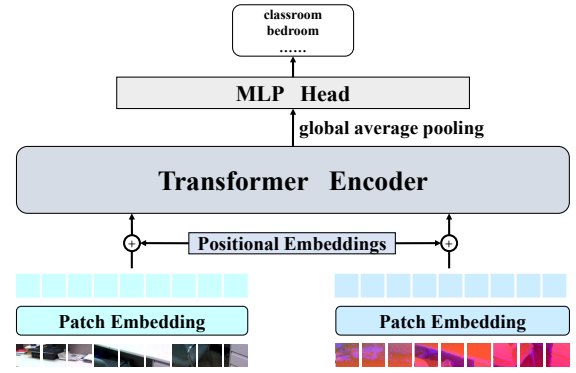 classroom
bedroom
......
MLP Head
global average pooling
Transformer Encoder
+
Positional Embeddings
+
Patch Embedding
Patch Embedding